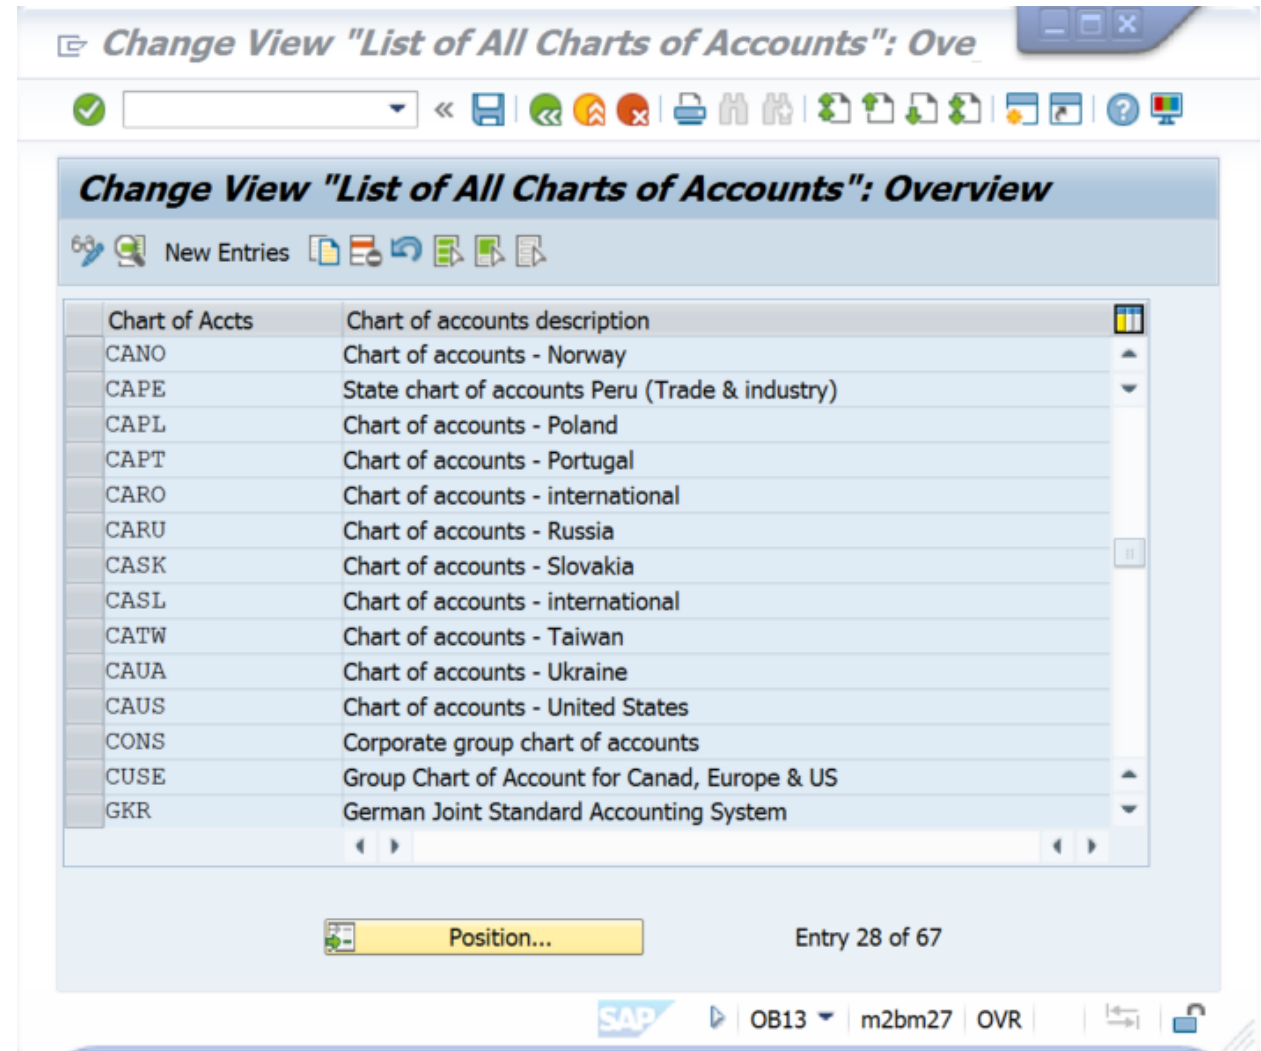 Change View "List of All Charts of Accounts": Ove
Change View "List of All Charts of Accounts": Overview
New Entries
Chart of Accts Chart of accounts description
CANO Chart of accounts - Norway
CAPE State chart of accounts Peru (Trade & industry)
CAPL Chart of accounts - Poland
CAPT Chart of accounts - Portugal
CARO Chart of accounts - international
CARU Chart of accounts - Russia
CASK Chart of accounts - Slovakia
CASL Chart of accounts - international
CATW Chart of accounts - Taiwan
CAUA Chart of accounts - Ukraine
CAUS Chart of accounts - United States
CONS Corporate group chart of accounts
CUSE Group Chart of Account for Canad, Europe & US
GKR German Joint Standard Accounting System
Position... Entry 28 of 67
SAP OB13 m2bm27 OVR